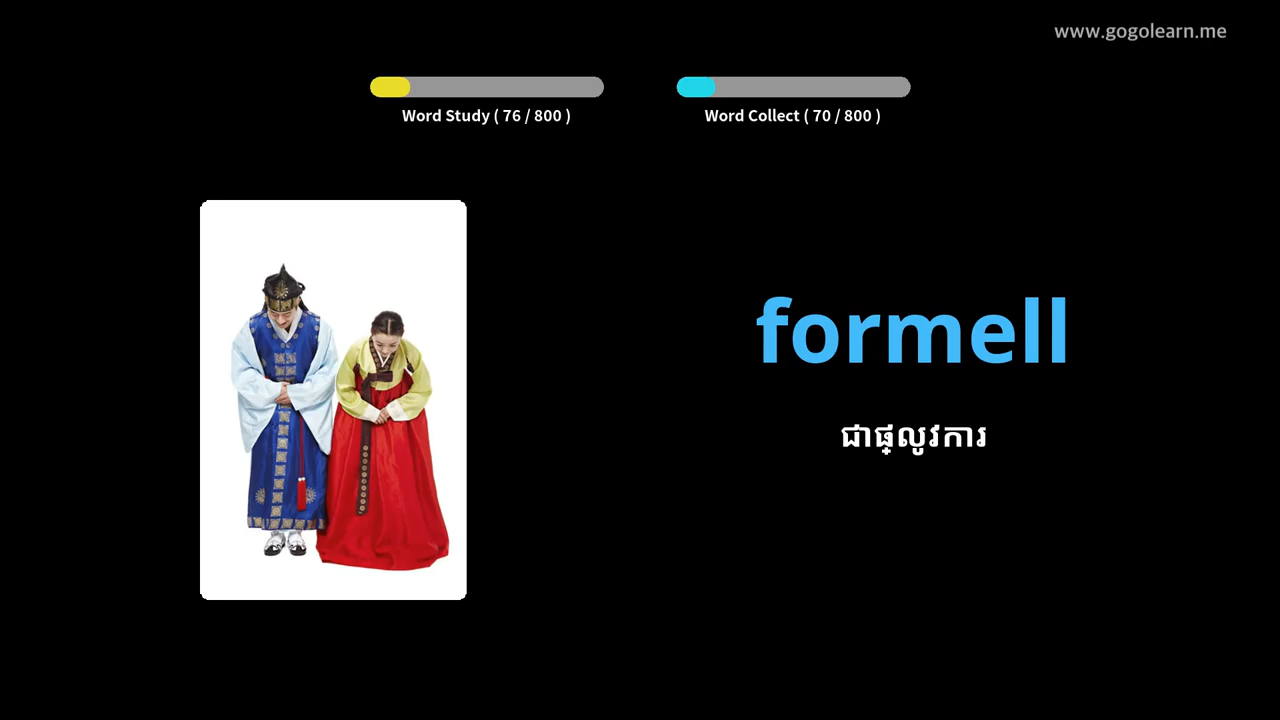 www.gogolearn.me
Word Study ( 76 / 800 )
Word Collect ( 70 / 800 )
formell
ជាផ្លូវការ